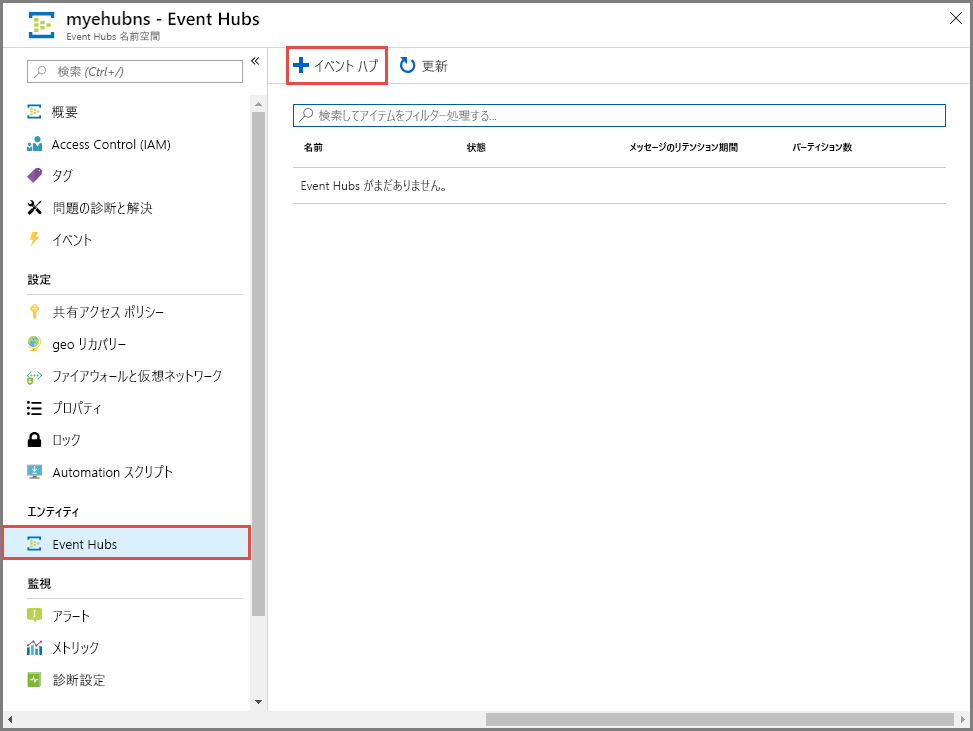 myehubns - Event Hubs
Event Hubs 名前空間
検索 (Ctrl+/)
概要
Access Control (IAM)
タグ
問題の診断と解決
イベント
設定
共有アクセス ポリシー
geo リカバリー
ファイアウォールと仮想ネットワーク
プロパティ
ロック
Automation スクリプト
エンティティ
Event Hubs
監視
アラート
メトリック
診断設定
イベント ハブ 更新
検索してアイテムをフィルター処理する...
名前 状態 メッセージのリテンション期間 パーティション数
Event Hubs がまだありません。